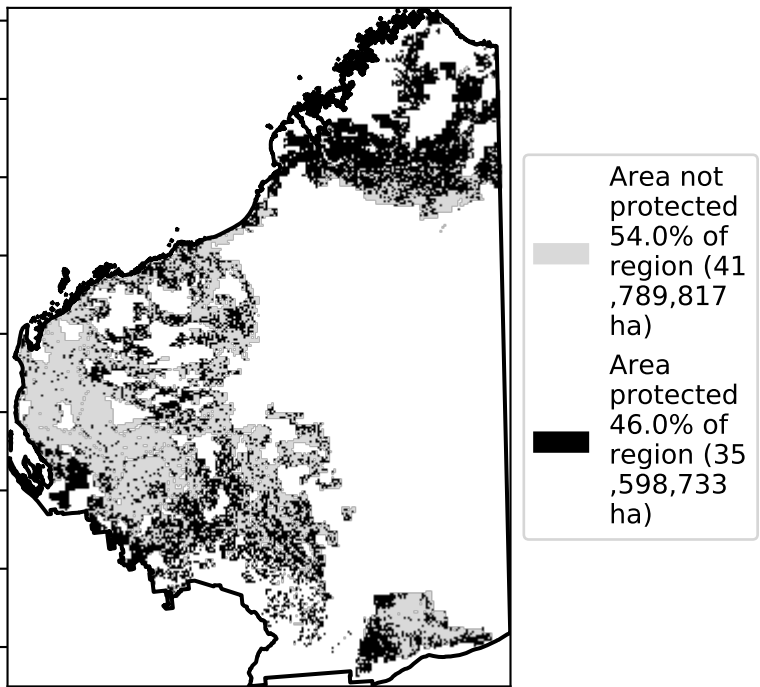 Area not
protected
54.0% of
region (41
,789,817
ha)
Area
protected
46.0% of
region (35
,598,733
ha)